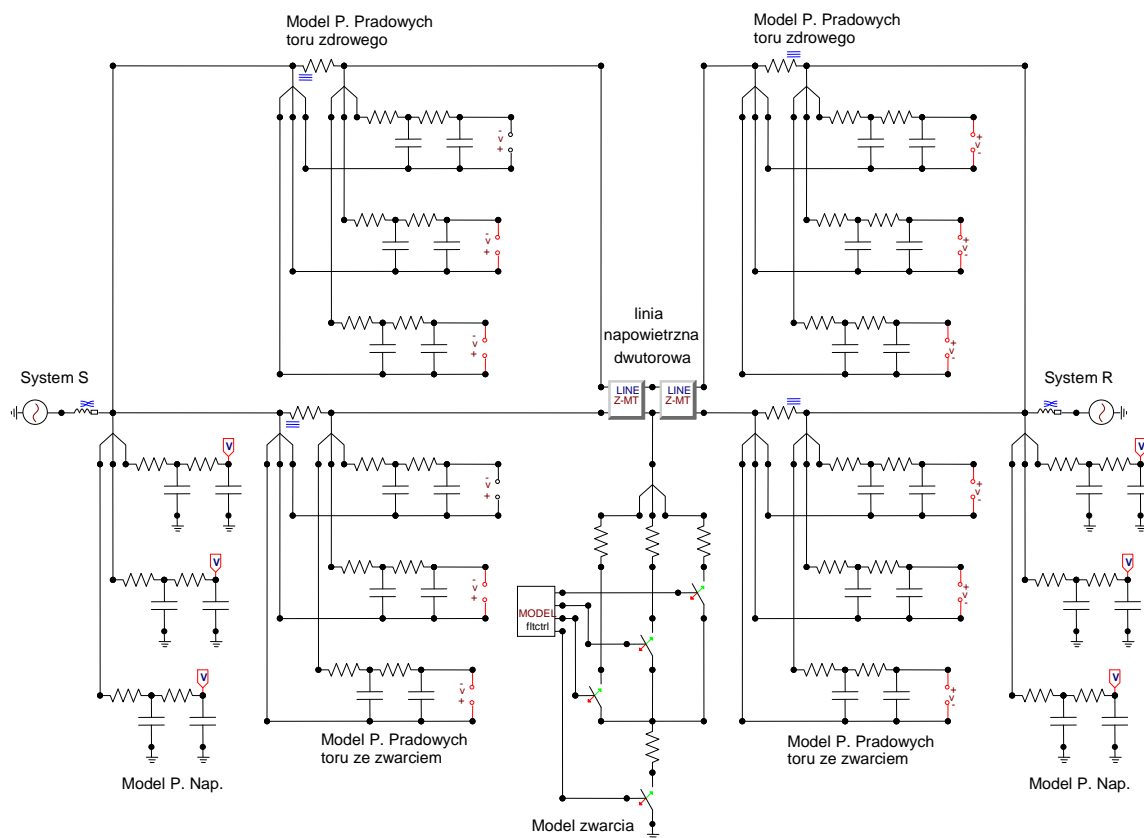 Model P. Pradowych
toru zdrowego
Model P. Pradowych
toru zdrowego
-
v
+
+
v
-
-
v
+
+
v
-
linia
napowietrzna
dwutorowa
-
v
+
+
v
-
System S
LINE
Z-MT
LINE
Z-MT
System R
V
-
v
+
+
v
-
V
V
-
v
+
+
v
-
V
MODEL
fltctrl
V
-
v
+
+
v
-
V
Model P. Pradowych
toru ze zwarciem
Model P. Pradowych
toru ze zwarciem
Model P. Nap.
Model P. Nap.
Model zwarcia